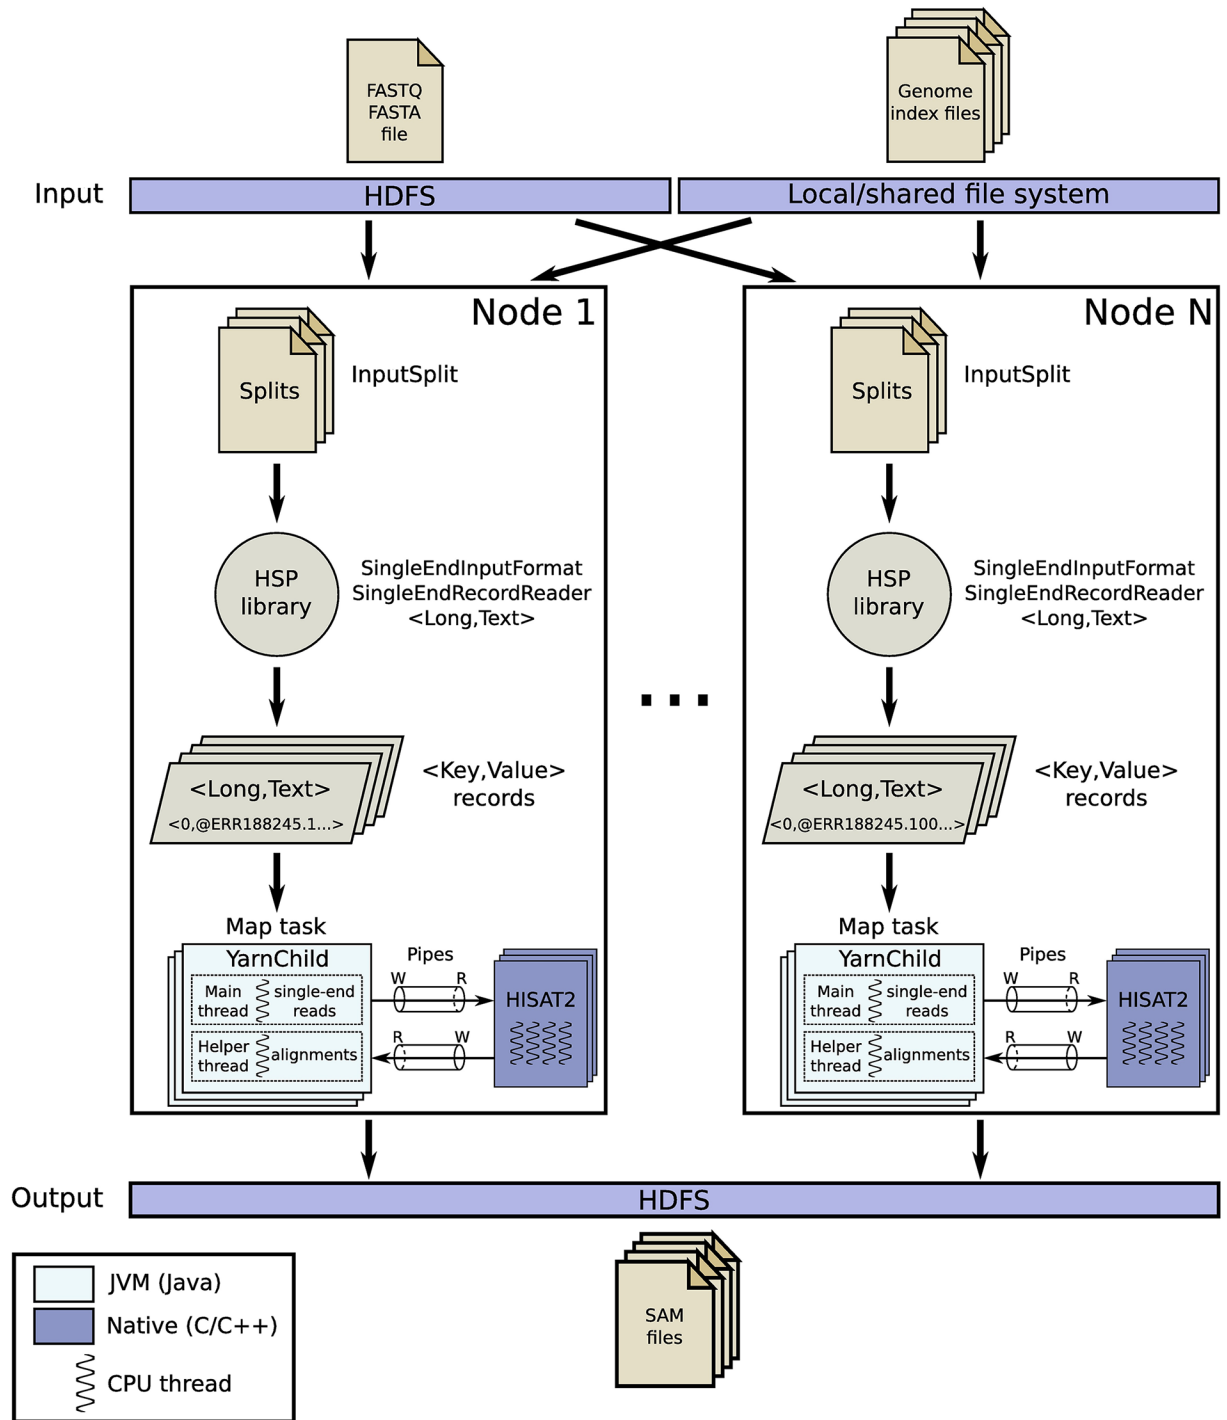 FASTQ
FASTA
file
Genome
index files
Input
HDFS
Local/shared file system
Node 1
Splits
InputSplit
HSP
library
SingleEndInputFormat
SingleEndRecordReader
<Long,Text>
<Long,Text>
<0,@ERR188245.1...>
<Key,Value>
records
Map task
YarnChild
Main
thread
single-end
reads
Helper
thread
alignments
Pipes
W
R
R
W
HISAT2
...
Node N
Splits
InputSplit
HSP
library
SingleEndInputFormat
SingleEndRecordReader
<Long,Text>
<Long,Text>
<0,@ERR188245.100...>
<Key,Value>
records
Map task
YarnChild
Main
thread
single-end
reads
Helper
thread
alignments
Pipes
W
R
R
W
HISAT2
Output
HDFS
SAM
files
JVM (Java)
Native (C/C++)
CPU thread